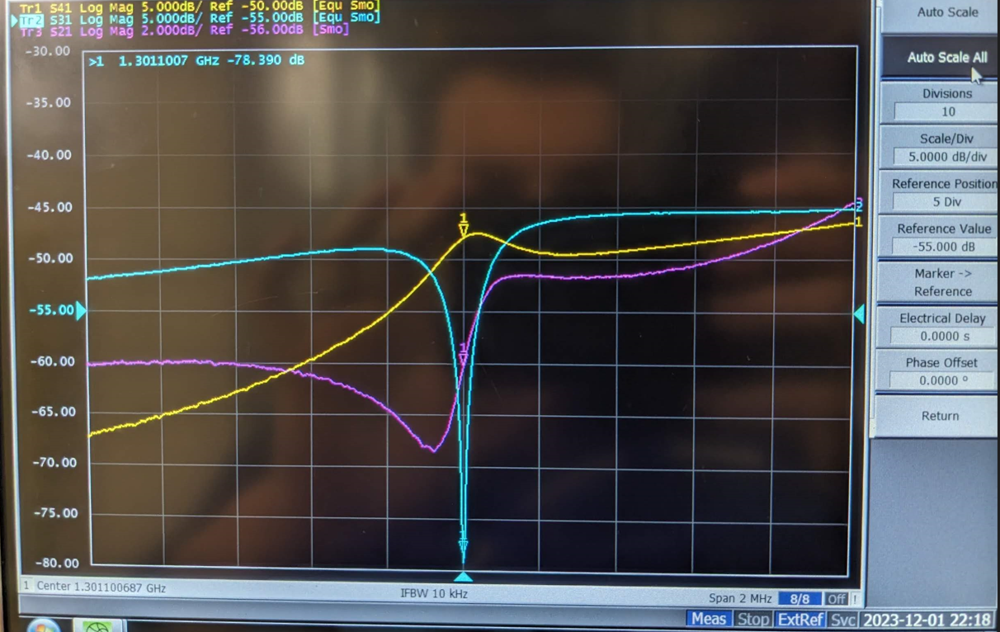 Tr1 S41 Log Mag 5.000dB/ Ref -50.00dB [Equ Smo]
Tr2 S31 Log Mag 5.000dB/ Ref -55.00dB [Equ Smo]
Tr3 S21 Log Mag 2.000dB/ Ref -56.00dB [Smo]
-30.00
>1 1.3011007 GHz -78.390 dB
-35.00
-40.00
-45.00
-50.00
-55.00
-60.00
-65.00
-70.00
-75.00
-80.00
1
1
1
3
2
1
1 Center 1.301100687 GHz
IFBW 10 kHz
Span 2 MHz 8/8 Off !
Meas Stop ExtRef Svc 2023-12-01 22:18
Auto Scale
Auto Scale All
Divisions
10
Scale/Div
5.0000 dB/div
Reference Position
5 Div
Reference Value
-55.000 dB
Marker ->
Reference
Electrical Delay
0.0000 s
Phase Offset
0.0000 °
Return